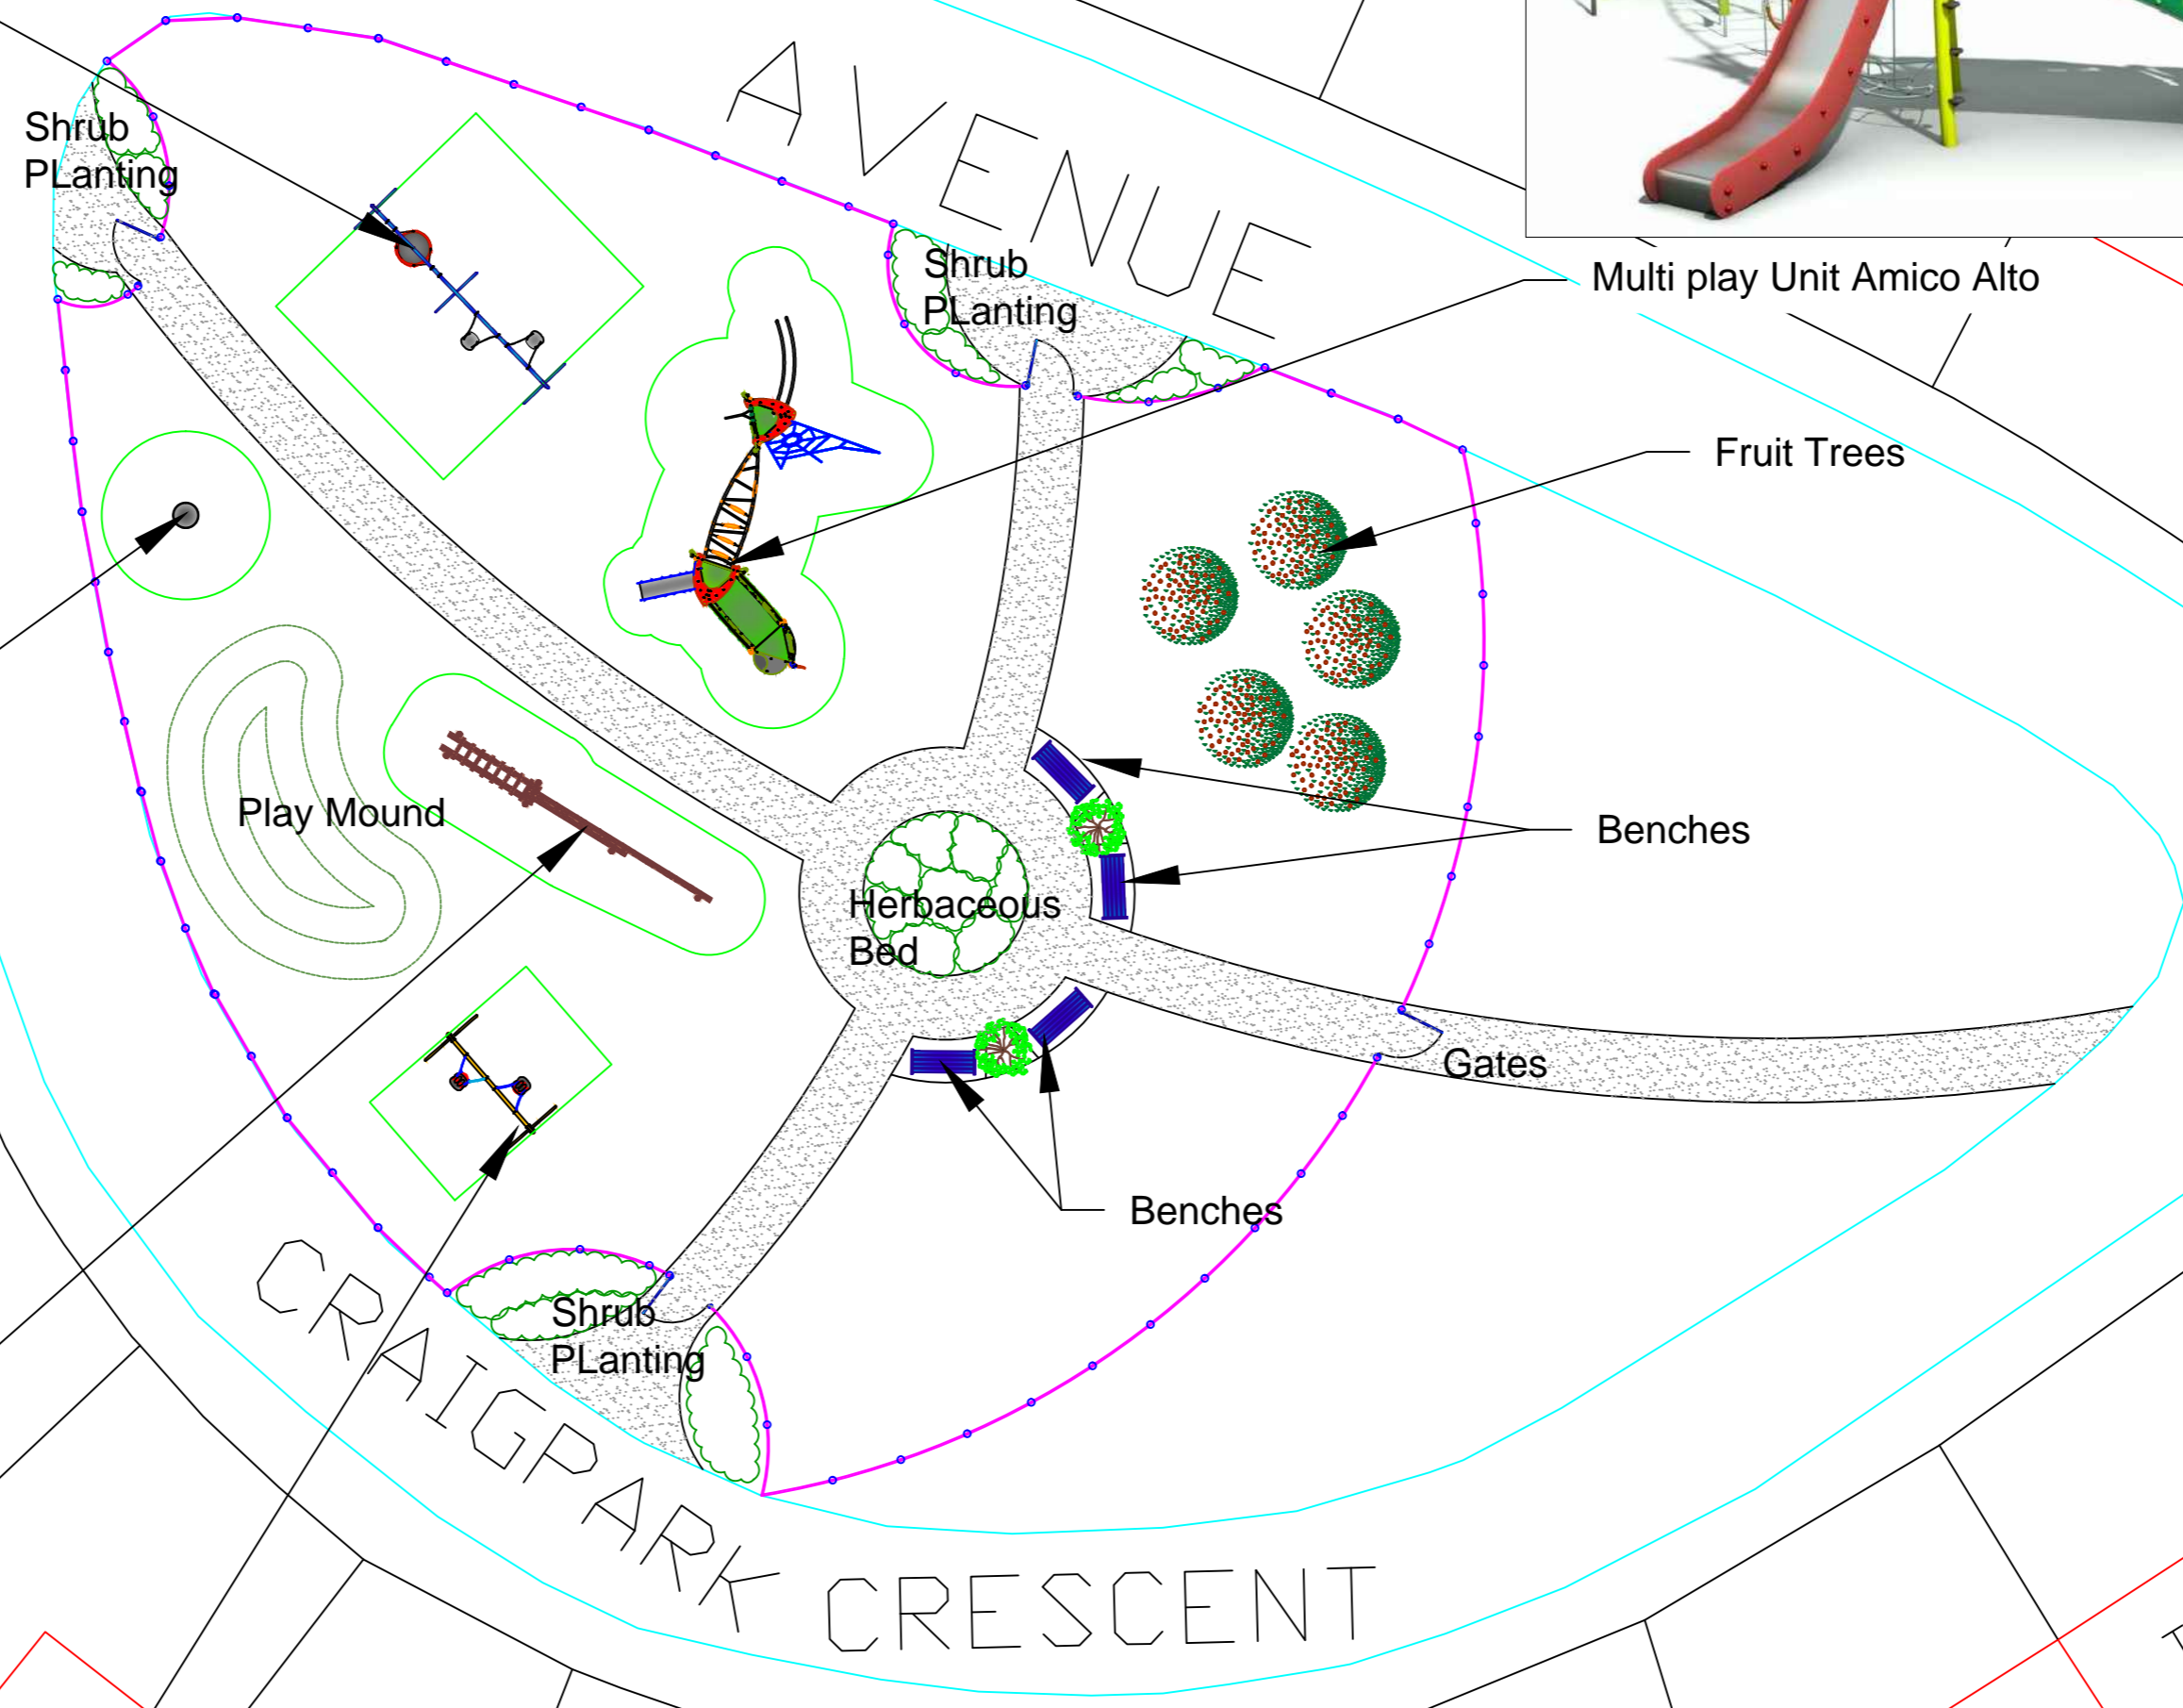 AVENUE
Shrub
PLanting
Shrub
PLanting
Multi play Unit Amico Alto
Fruit Trees
Play Mound
Benches
Herbaceous
Bed
Gates
Benches
Shrub
PLanting
CRAIGPARK CRESCENT